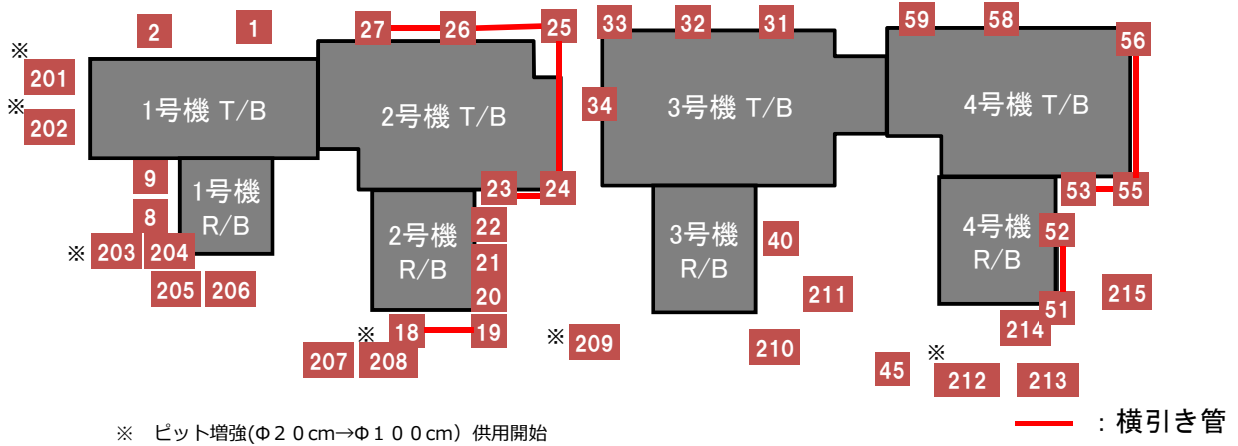 2 1 27 26 25 33 32 31 59 58 56
※
201
※
202
1号機 T/B
2号機 T/B
34
3号機 T/B
4号機 T/B
9
8
1号機
R/B
※ 203 204
205 206
23 24
2号機
R/B
22
21
20
※ 18 19
207 208
3号機
R/B
40
211
※ 209
210
53 55
4号機
R/B
52
51
215
214
45
※
212 213
※ ピット増強(Φ20cm→Φ100cm）供用開始
：横引き管